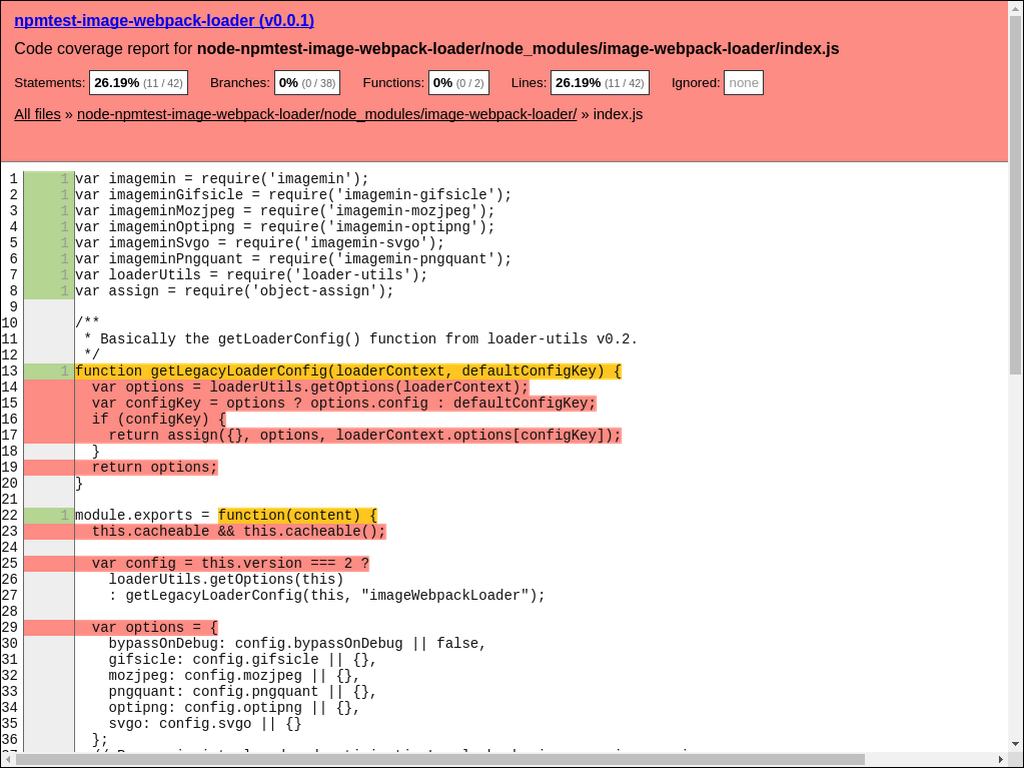 npmtest-image-webpack-loader (v0.0.1)
Code coverage report for node-npmtest-image-webpack-loader/node_modules/image-webpack-loader/index.js
Statements: 26.19% (11 / 42) Branches: 0% (0 / 38) Functions: 0% (0 / 2) Lines: 26.19% (11 / 42) Ignored: none
All files » node-npmtest-image-webpack-loader/node_modules/image-webpack-loader/ » index.js
1 1 var imagemin = require('imagemin');
2 1 var imageminGifsicle = require('imagemin-gifsicle');
3 1 var imageminMozjpeg = require('imagemin-mozjpeg');
4 1 var imageminOptipng = require('imagemin-optipng');
5 1 var imageminSvgo = require('imagemin-svgo');
6 1 var imageminPngquant = require('imagemin-pngquant');
7 1 var loaderUtils = require('loader-utils');
8 1 var assign = require('object-assign');
9
10 /**
11  * Basically the getLoaderConfig() function from loader-utils v0.2.
12  */
13 1 function getLegacyLoaderConfig(loaderContext, defaultConfigKey) {
14   var options = loaderUtils.getOptions(loaderContext);
15   var configKey = options ? options.config : defaultConfigKey;
16   if (configKey) {
17     return assign({}, options, loaderContext.options[configKey]);
18   }
19   return options;
20 }
21
22 1 module.exports = function(content) {
23   this.cacheable && this.cacheable();
24
25   var config = this.version === 2 ?
26     loaderUtils.getOptions(this)
27     : getLegacyLoaderConfig(this, "imageWebpackLoader");
28
29   var options = {
30     bypassOnDebug: config.bypassOnDebug || false,
31     gifsicle: config.gifsicle || {},
32     mozjpeg: config.mozjpeg || {},
33     pngquant: config.pngquant || {},
34     optipng: config.optipng || {},
35     svgo: config.svgo || {}
36   };